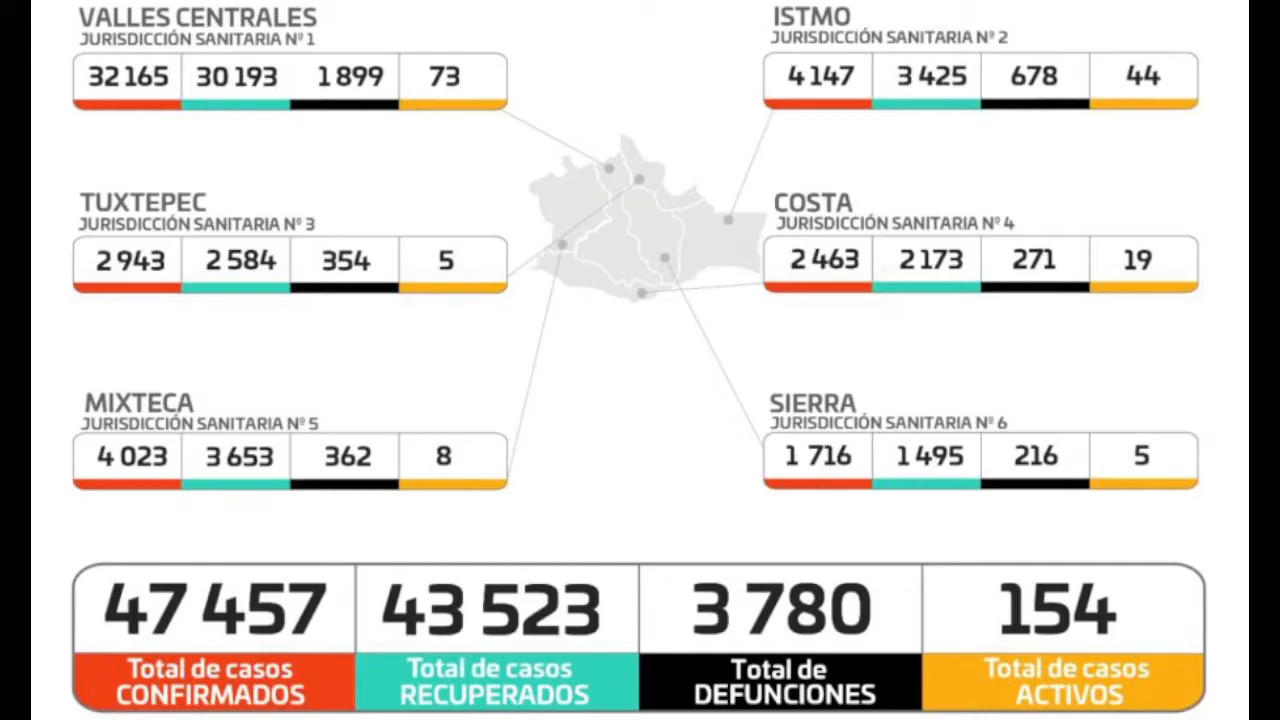 VALLES CENTRALES
JURISDICCIÓN SANITARIA Nº 1
32 165 30 193 1 899 73
ISTMO
JURISDICCIÓN SANITARIA Nº 2
4 147 3 425 678 44
TUXTEPEC
JURISDICCIÓN SANITARIA Nº 3
2 943 2 584 354 5
COSTA
JURISDICCIÓN SANITARIA Nº 4
2 463 2 173 271 19
MIXTECA
JURISDICCIÓN SANITARIA Nº 5
4 023 3 653 362 8
SIERRA
JURISDICCIÓN SANITARIA Nº 6
1 716 1 495 216 5
47 457
Total de casos
CONFIRMADOS
43 523
Total de casos
RECUPERADOS
3 780
Total de
DEFUNCIONES
154
Total de casos
ACTIVOS